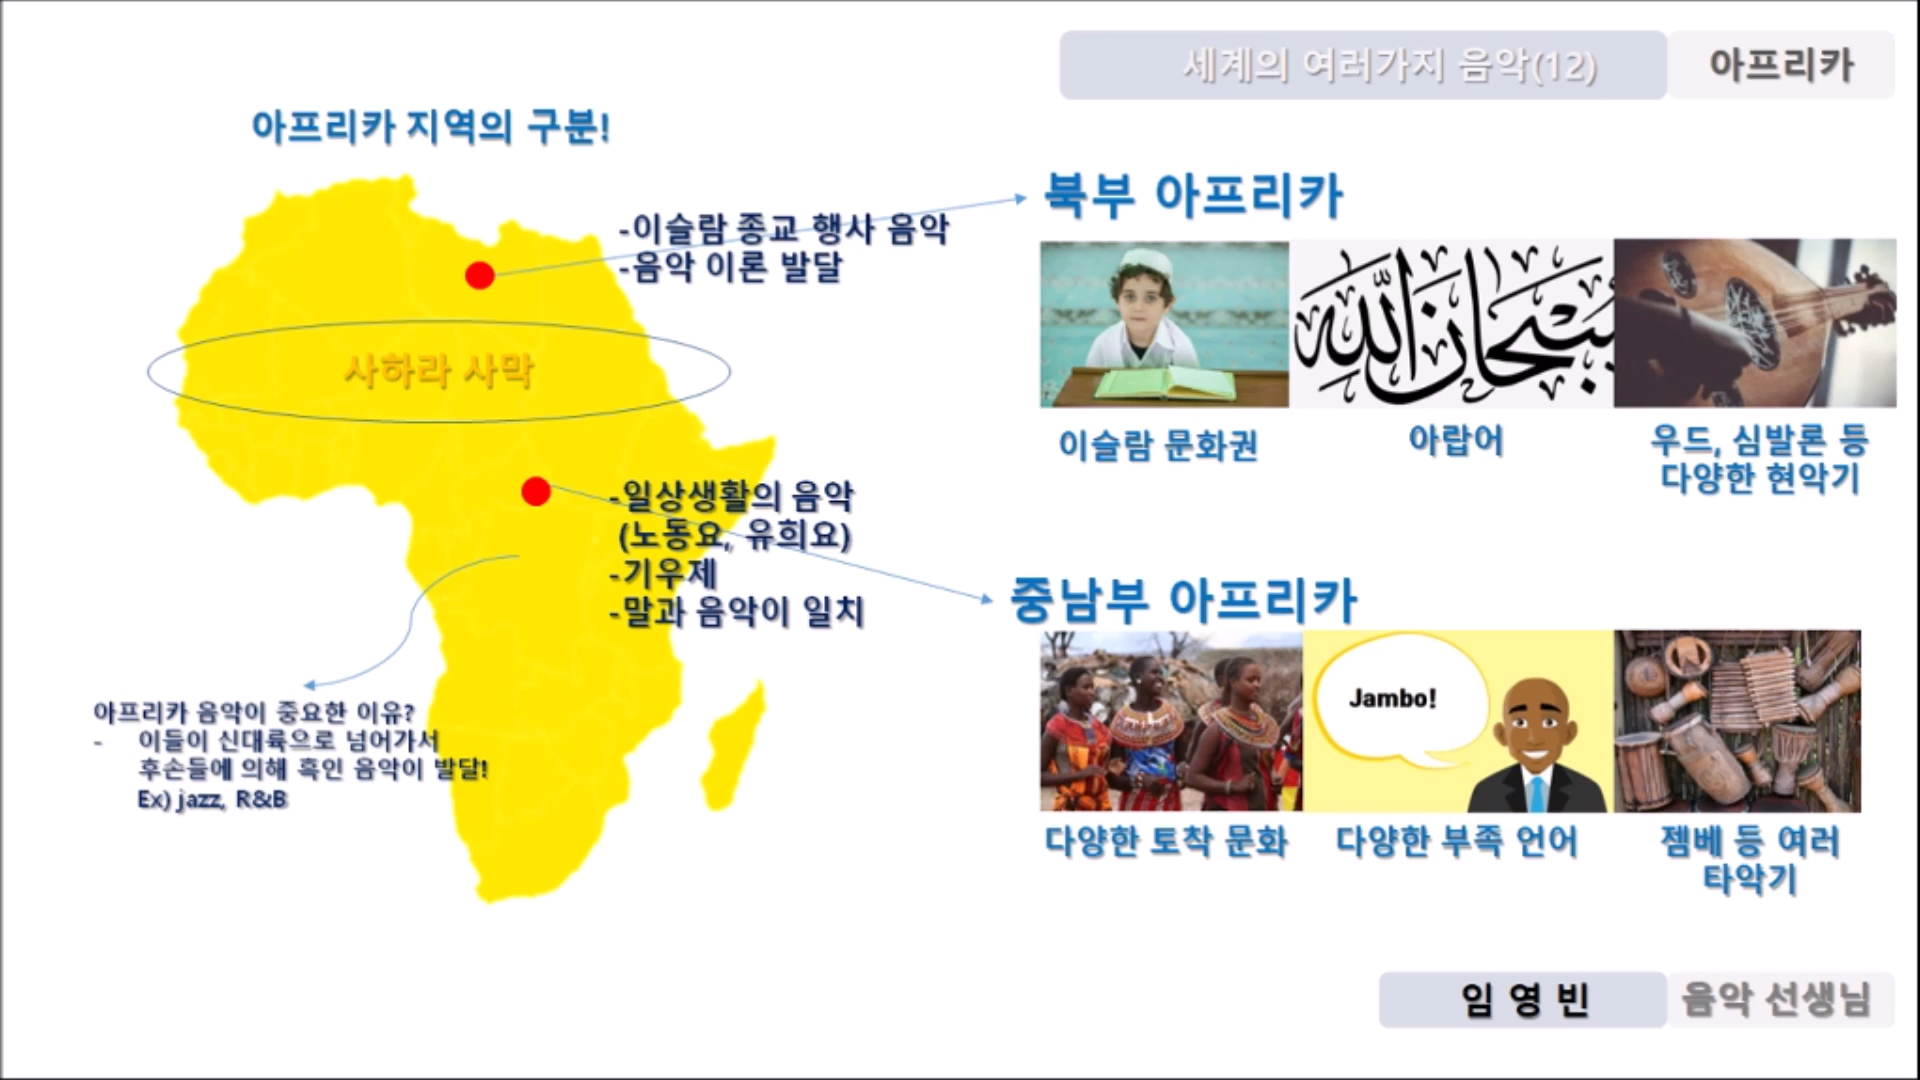 세계의 여러가지 음악(12)
아프리카
아프리카 지역의 구분!
-이슬람 종교 행사 음악
-음악 이론 발달
사하라 사막
-일상생활의 음악
(노동요, 유희요)
-기우제
-말과 음악이 일치
아프리카 음악이 중요한 이유?
- 이들이 신대륙으로 넘어가서
후손들에 의해 흑인 음악이 발달!
Ex) jazz, R&B
북부 아프리카
سبحان الله
이슬람 문화권
아랍어
우드, 심발론 등
다양한 현악기
중남부 아프리카
Jambo!
다양한 토착 문화
다양한 부족 언어
젬베 등 여러
타악기
임 영 빈
음악 선생님